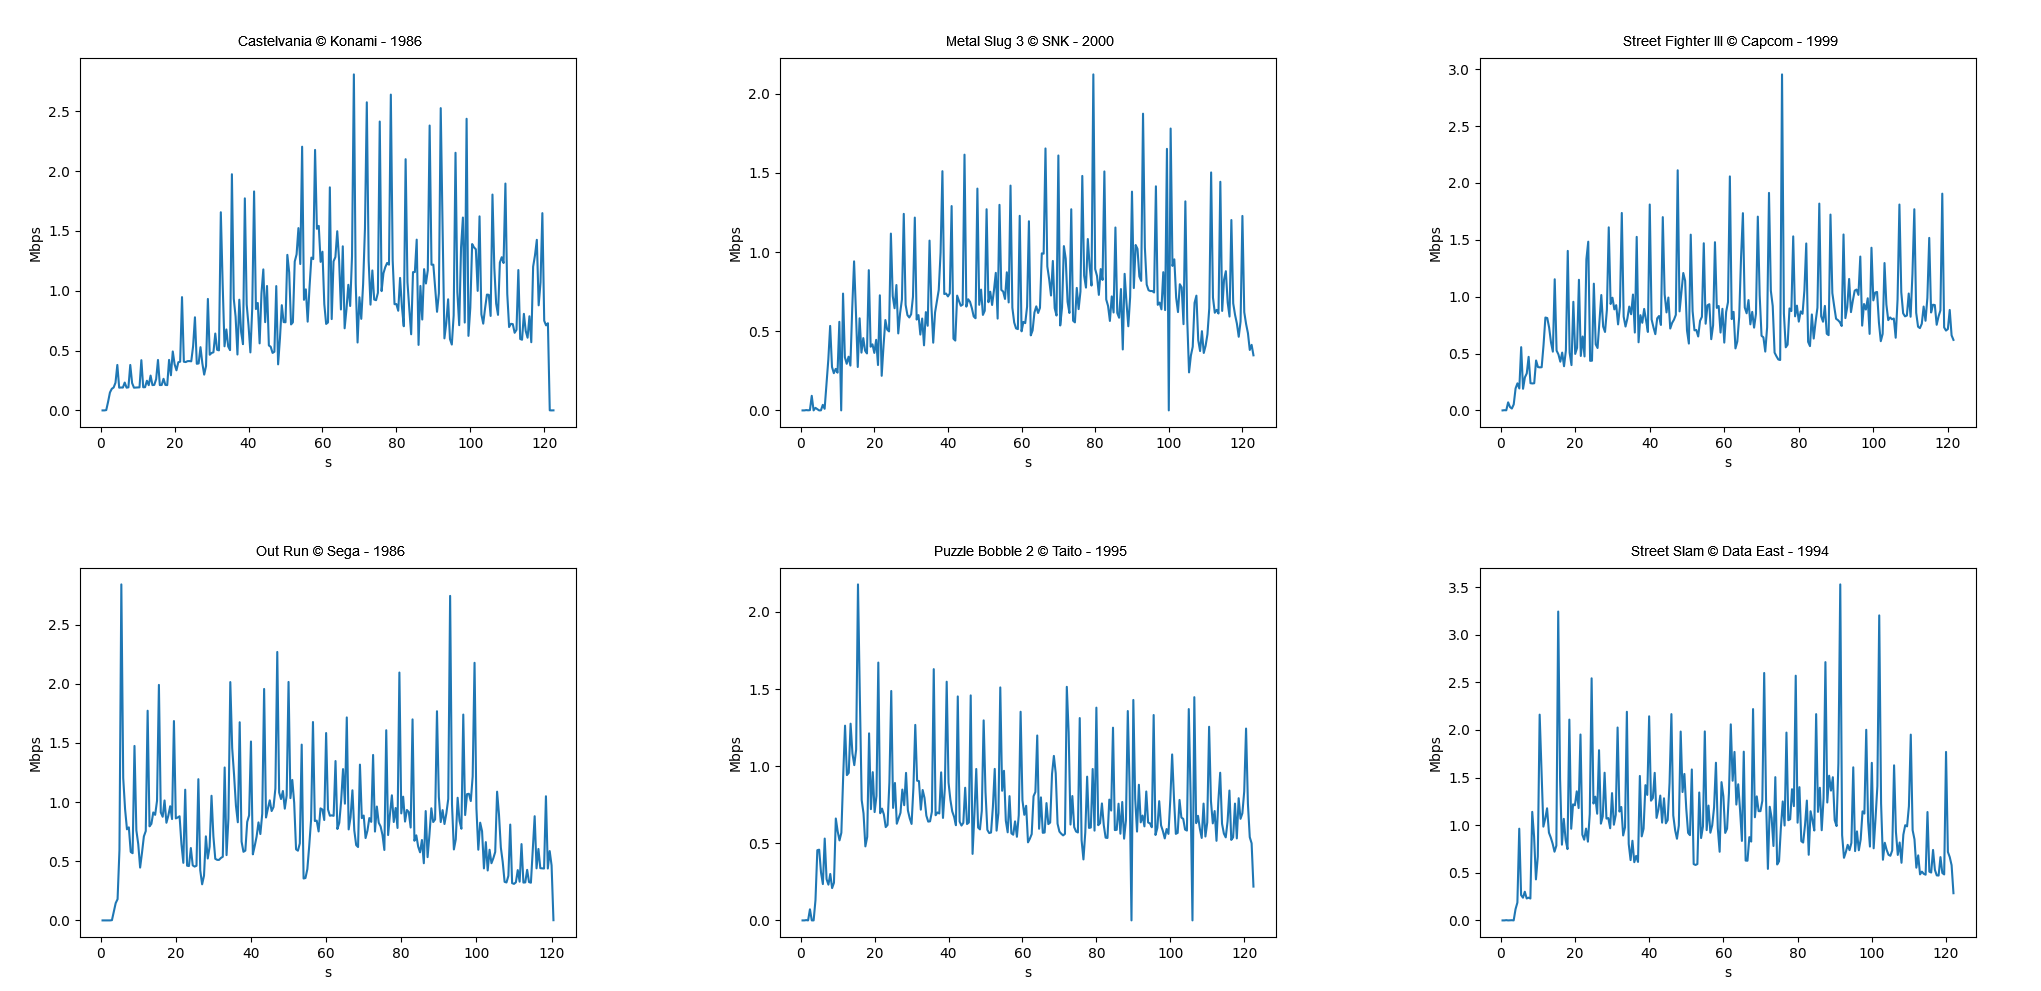 Castelvania © Konami - 1986
Mbps
2.5
2.0
1.5
1.0
0.5
0.0
0 20 40 60 80 100 120
s
Metal Slug 3 © SNK - 2000
Mbps
2.0
1.5
1.0
0.5
0.0
0 20 40 60 80 100 120
s
Street Fighter III © Capcom - 1999
Mbps
3.0
2.5
2.0
1.5
1.0
0.5
0.0
0 20 40 60 80 100 120
s
Out Run © Sega - 1986
Mbps
2.5
2.0
1.5
1.0
0.5
0.0
0 20 40 60 80 100 120
s
Puzzle Bobble 2 © Taito - 1995
Mbps
2.0
1.5
1.0
0.5
0.0
0 20 40 60 80 100 120
s
Street Slam © Data East - 1994
Mbps
3.5
3.0
2.5
2.0
1.5
1.0
0.5
0.0
0 20 40 60 80 100 120
s